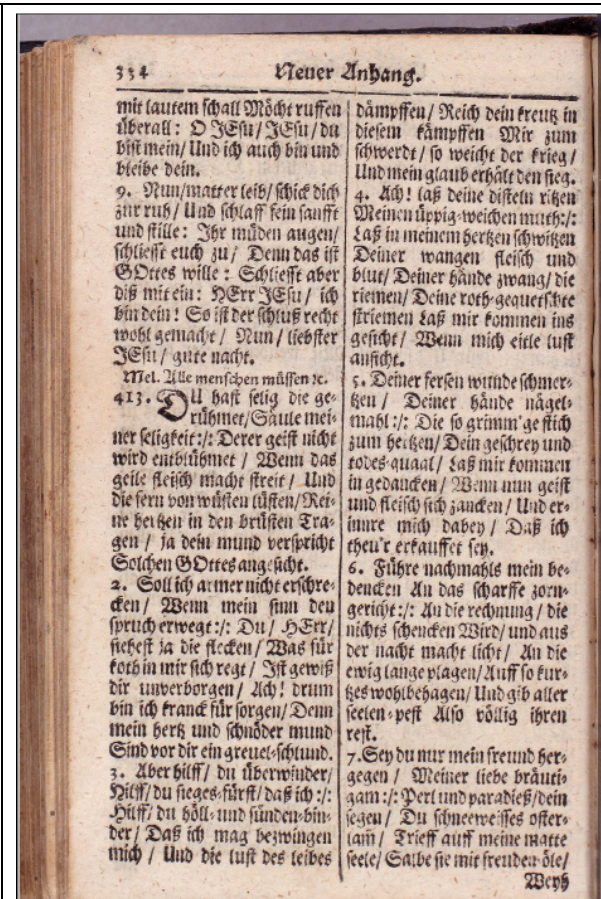 334
Neuer Anhang.
mit lautem schall Möcht ruffen
überall: O JEsu/ JEsu/ du
bist mein/ Und ich auch bin und
bleibe dein.
9. Nun/matter leib/ schick dich
zur ruh/ Und schlaff fein sanfft
und stille: Jhr müden augen/
schliesst euch zu/ Denn das ist
GOttes wille: Schliesst aber
diß mit ein: HErr JEsu/ ich
bin dein! So ist der schluß recht
wohl gemacht/ Nun/ liebster
JEsu/ gute nacht.
Mel. Alle menschen müssen ꝛc.
413. DU hast selig die ge-
rühmet/Säule mei-
ner seligkeit:/: Derer geist nicht
wird entblühmet/ Wenn das
geile fleisch macht streit/ Und
die fern von wüsten lüsten/Rei-
ne hertzen in den brüsten Tra-
gen/ ja dein mund verspricht
Solchen GOttes angesicht.
2. Soll ich armer nicht erschre-
cken/ Wenn mein sinn den
spruch erwegt:/: Du/ HErr/
siehest ja die flecken/ Was für
koth in mir sich regt/ Jst gewiß
dir unverborgen/ Ach! drum
bin ich kranck für sorgen/ Denn
mein hertz und schnöder mund
Sind vor dir ein greuel-schlund.
3. Aber hilff/ du überwinder/
Hilff/ du sieges-fürst/ daß ich:/:
Hilff/ du höll- und sünden-bin-
der/ Daß ich mag bezwingen
mich/ Und die lust des leibes
dämpffen/ Reich dein kreutz in
diesem kämpffen Mir zum
schwerdt/ so weicht der krieg/
Und mein glaub erhält den sieg.
4. Ach! laß deine disteln ritzen
Meinen üppig-weichen muth:/:
Laß in meinem hertzen schwitzen
Deiner wangen fleisch und
blut/ Deiner hände zwang/ die
riemen/ Deine roth-gequetschte
striemen Laß mir kommen ins
gesicht/ Wenn mich eitle lust
anficht.
5. Deiner fersen wunde schmer-
tzen/ Deiner hände nägel-
mahl:/: Die so grimm'ge stich
zum hertzen/ Dein geschrey und
todes-quaal/ Laß mir kommen
in gedancken/ Wenn nun geist
und fleisch sich zancken/ Und er-
innre mich dabey/ Daß ich
theu'r erkauffet sey.
6. Führe nachmahls mein be-
dencken An das scharffe zorn-
gericht:/: An die rechnung/ die
nichts schencken Wird/ und aus
der nacht macht licht/ An die
ewig lange plagen/ Auff so kur-
tzes wohlbehagen/ Und gib aller
seelen-pest Also völlig ihren
rest.
7. Sey du nur mein freund her-
gegen/ Meiner liebe bräuti-
gam:/: Perl und paradieß/dein
segen/ Du schneeweisses oster-
lam̃/ Trieff auff meine matte
seele/ Salbe sie mit freuden-öle/
Weyh